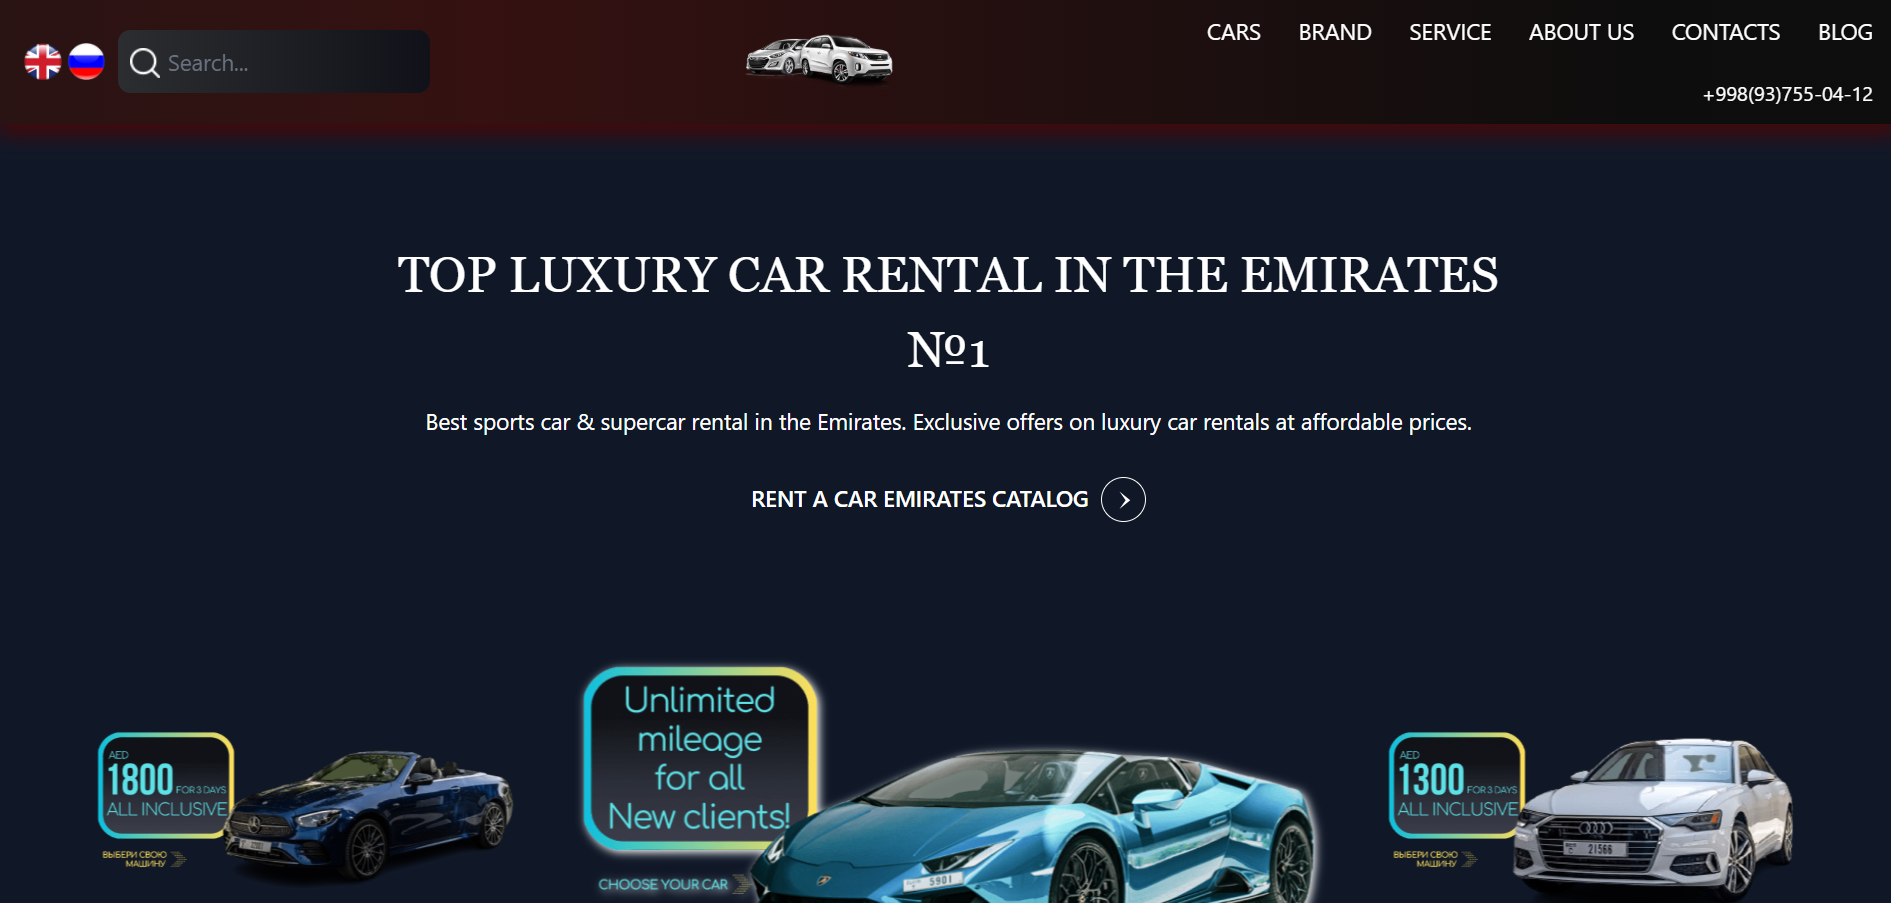 Search...
CARS BRAND SERVICE ABOUT US CONTACTS BLOG
+998(93)755-04-12
TOP LUXURY CAR RENTAL IN THE EMIRATES
№1
Best sports car & supercar rental in the Emirates. Exclusive offers on luxury car rentals at affordable prices.
RENT A CAR EMIRATES CATALOG
AED
1800 FOR 3 DAYS
ALL INCLUSIVE
ВЫБЕРИ СВОЮ
МАШИНУ
Unlimited
mileage
for all
New clients!
CHOOSE YOUR CAR
5901
AED
1300 FOR 3 DAYS
ALL INCLUSIVE
ВЫБЕРИ СВОЮ
МАШИНУ
21566